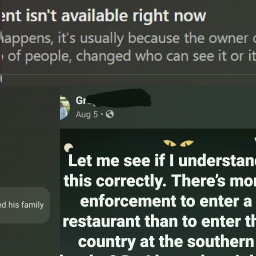 ent isn't available right now
happens, it's usually because the owner o
of people, changed who can see it or it
Gr
Aug 5
ed his family
Let me see if I understand
this correctly. There's mor
enforcement to enter a
restaurant than to enter th
country at the southern